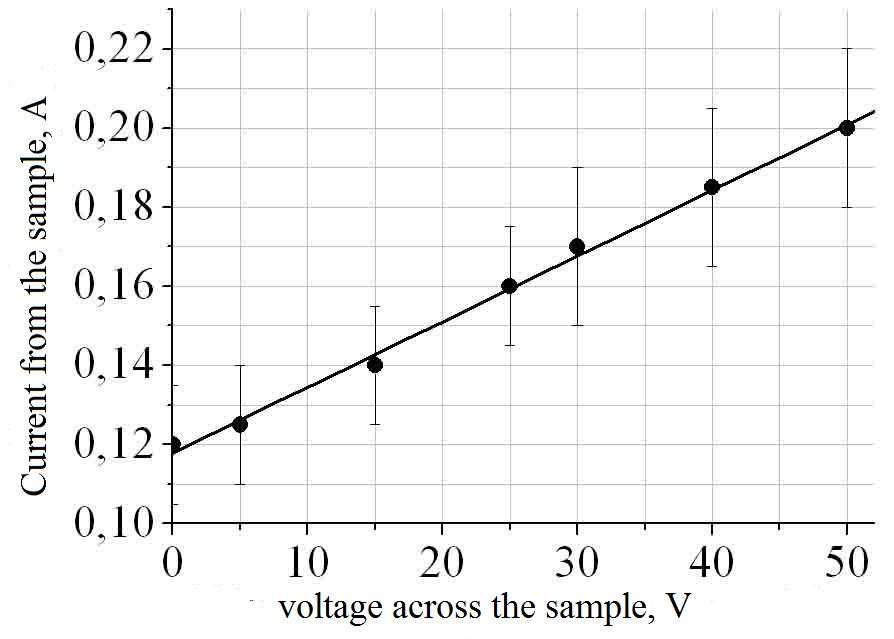 Current from the sample, A
0,22
0,20
0,18
0,16
0,14
0,12
0,10
0 10 20 30 40 50
voltage across the sample, V